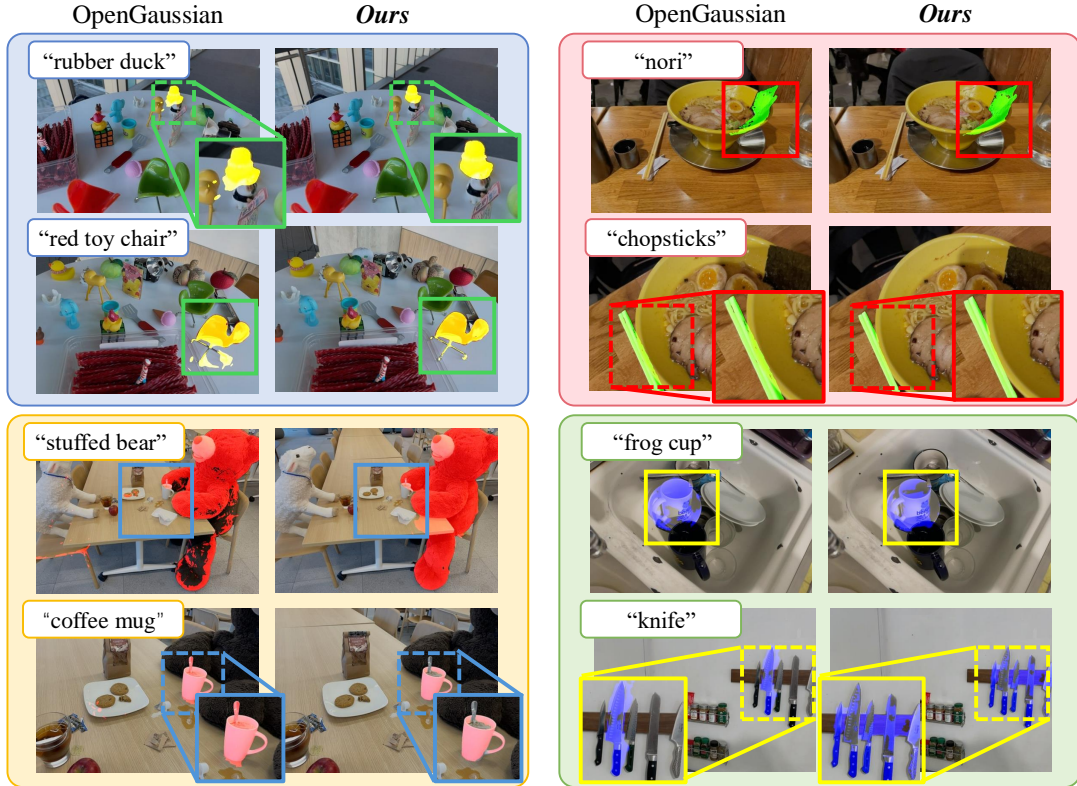 OpenGaussian
Ours
OpenGaussian
Ours
“rubber duck”
“red toy chair”
“nori”
“chopsticks”
“stuffed bear”
“coffee mug"
“frog cup”
“knife”